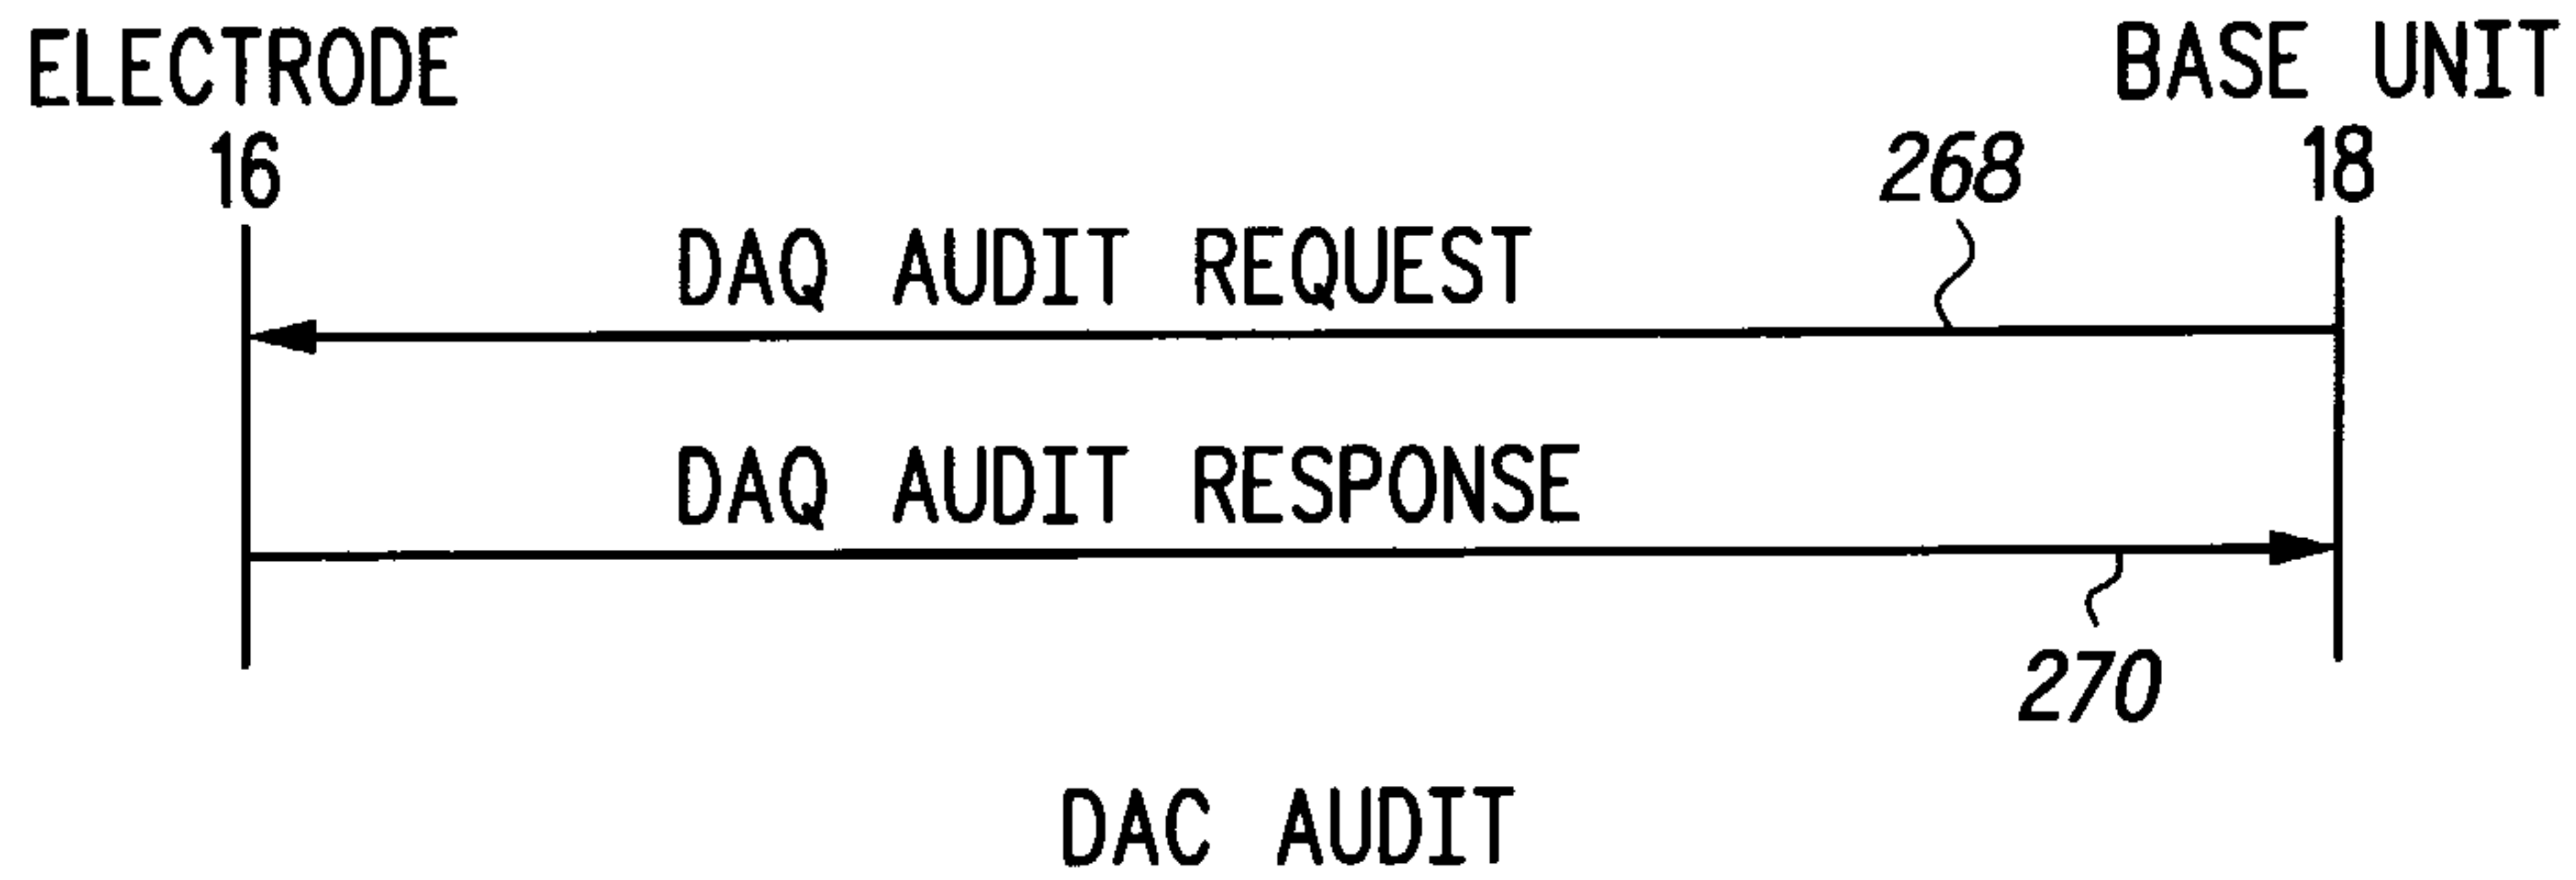 ELECTRODE
16
BASE UNIT
18
268
DAQ AUDIT REQUEST
DAQ AUDIT RESPONSE
270
DAC AUDIT